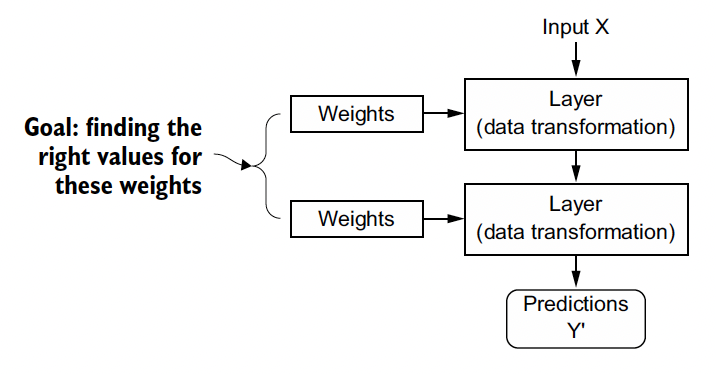 Input X
Goal: finding the
right values for
these weights
Weights
Layer
(data transformation)
Weights
Layer
(data transformation)
Predictions
Y'